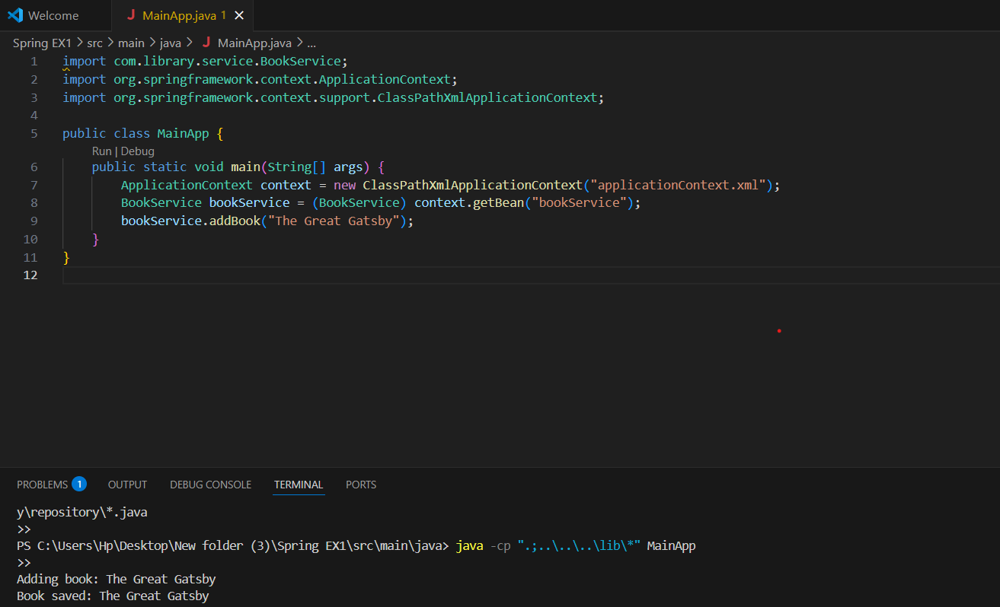 Welcome
J MainApp.java 1 ×
Spring EX1 > src > main > java > J MainApp.java > ...
1 import com.library.service.BookService;
2 import org.springframework.context.ApplicationContext;
3 import org.springframework.context.support.ClassPathXmlApplicationContext;
4
5 public class MainApp {
Run | Debug
6 public static void main(String[] args) {
7 ApplicationContext context = new ClassPathXmlApplicationContext("applicationContext.xml");
8 BookService bookService = (BookService) context.getBean("bookService");
9 bookService.addBook("The Great Gatsby");
10 }
11 }
12
PROBLEMS 1 OUTPUT DEBUG CONSOLE TERMINAL PORTS
y\repository\*.java
>>
PS C:\Users\Hp\Desktop\New folder (3)\Spring EX1\src\main\java> java -cp ".;..\..\..\lib\*" MainApp
>>
Adding book: The Great Gatsby
Book saved: The Great Gatsby